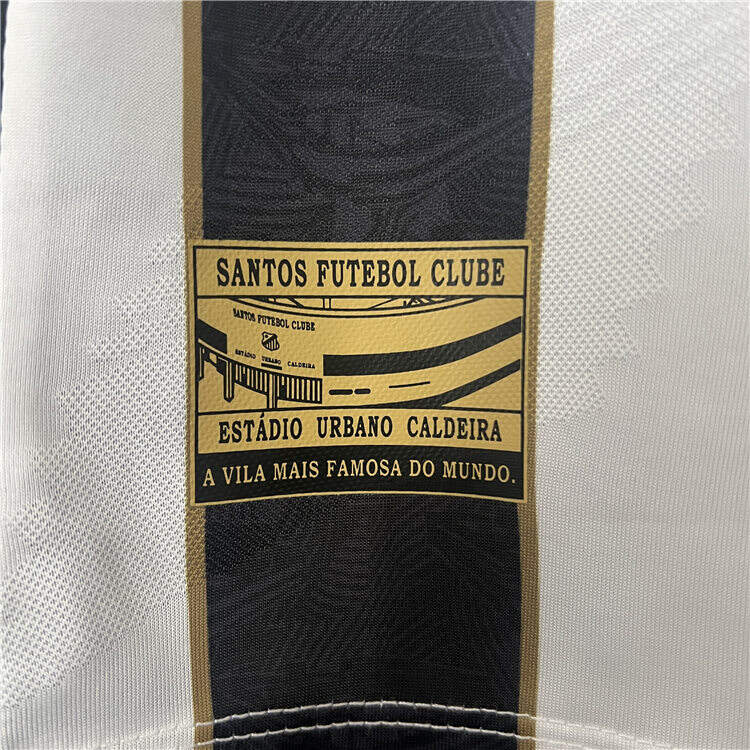 SANTOS FUTEBOL CLUBE
SANTOS FUTEBOL CLUBE
ESTÁDIO URBANO CALDEIRA
ESTÁDIO URBANO CALDEIRA
A VILA MAIS FAMOSA DO MUNDO.